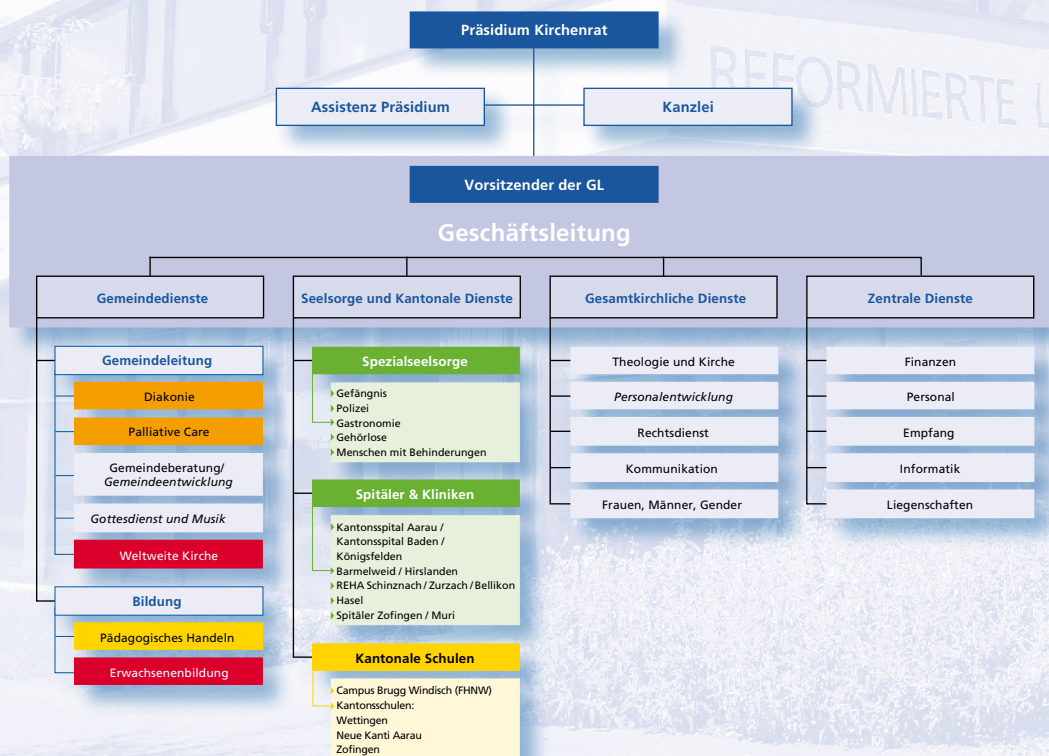 Präsidium Kirchenrat
REFORMIERTE L
Assistenz Präsidium
Kanzlei
Vorsitzender der GL
Geschäftsleitung
Gemeindedienste
Seelsorge und Kantonale Dienste
Gesamtkirchliche Dienste
Zentrale Dienste
Gemeindeleitung
Diakonie
Palliative Care
Gemeindeberatung/
Gemeindeentwicklung
Gottesdienst und Musik
Weltweite Kirche
Bildung
Pädagogisches Handeln
Erwachsenenbildung
Spezialseelsorge
Gefängnis
Polizei
Gastronomie
Gehörlose
Menschen mit Behinderungen
Spitäler & Kliniken
Kantonsspital Aarau /
Kantonsspital Baden /
Königsfelden
Barmelweid / Hirslanden
REHA Schinznach / Zurzach / Bellikon
Hasel
Spitäler Zofingen / Muri
Kantonale Schulen
Campus Brugg Windisch (FHNW)
Kantonsschulen:
Wettingen
Neue Kanti Aarau
Zofingen
Theologie und Kirche
Personalentwicklung
Rechtsdienst
Kommunikation
Frauen, Männer, Gender
Finanzen
Personal
Empfang
Informatik
Liegenschaften